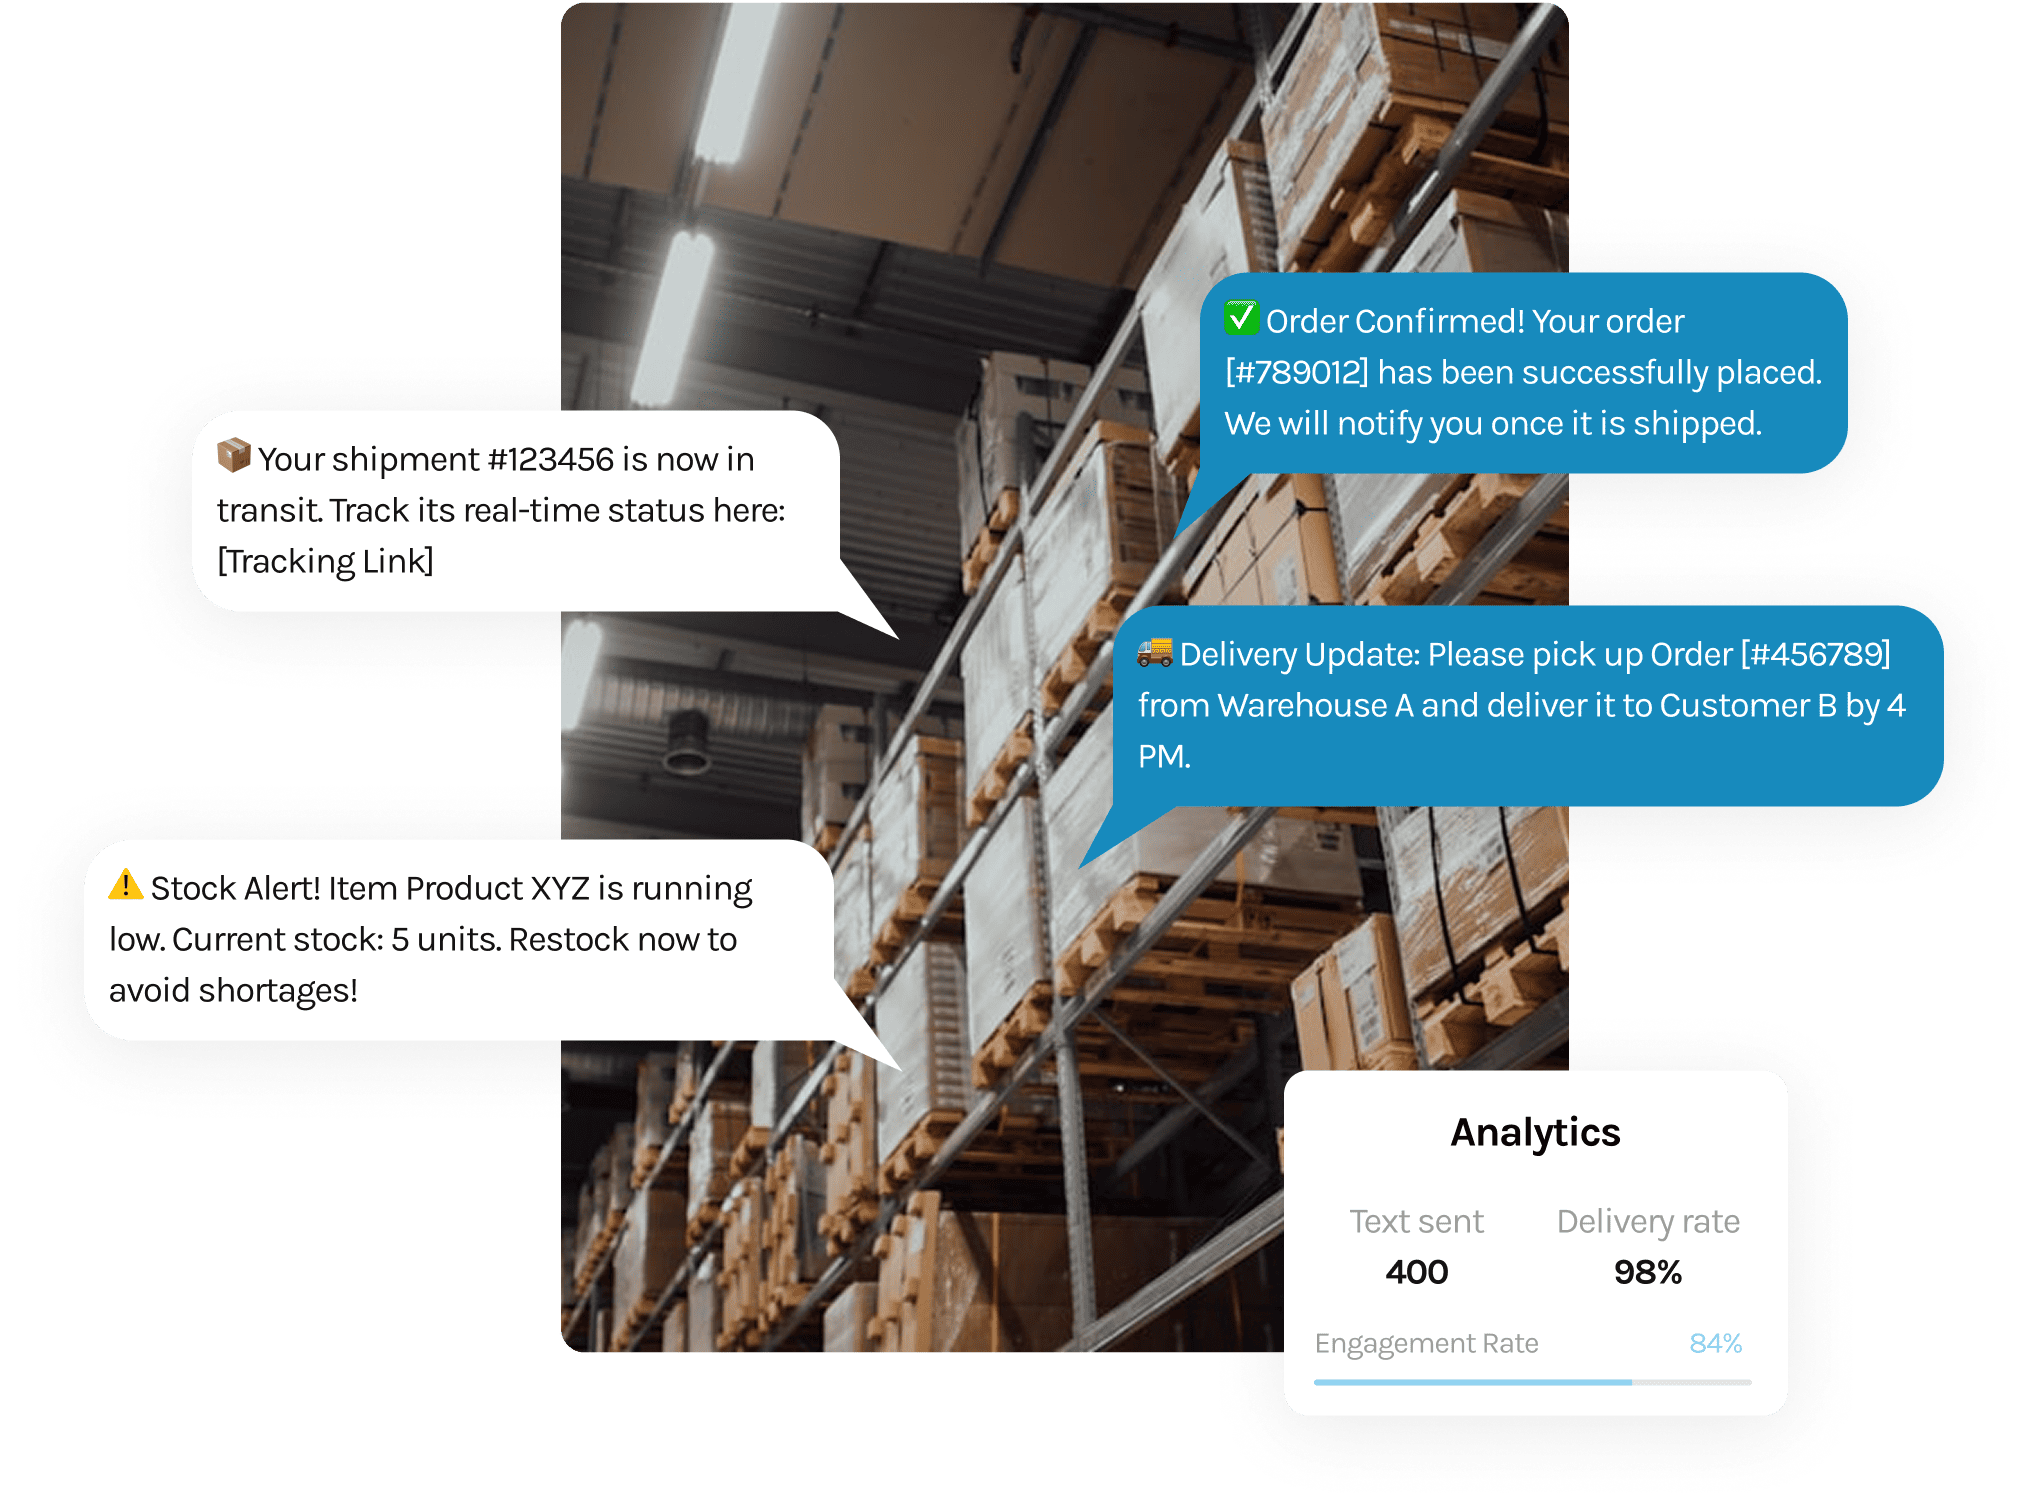 ✅ Order Confirmed! Your order
[#789012] has been successfully placed.
We will notify you once it is shipped.
📦 Your shipment #123456 is now in
transit. Track its real-time status here:
[Tracking Link]
🚚 Delivery Update: Please pick up Order [#456789]
from Warehouse A and deliver it to Customer B by 4
PM.
⚠️ Stock Alert! Item Product XYZ is running
low. Current stock: 5 units. Restock now to
avoid shortages!
Analytics
Text sent Delivery rate
400 98%
Engagement Rate 84%